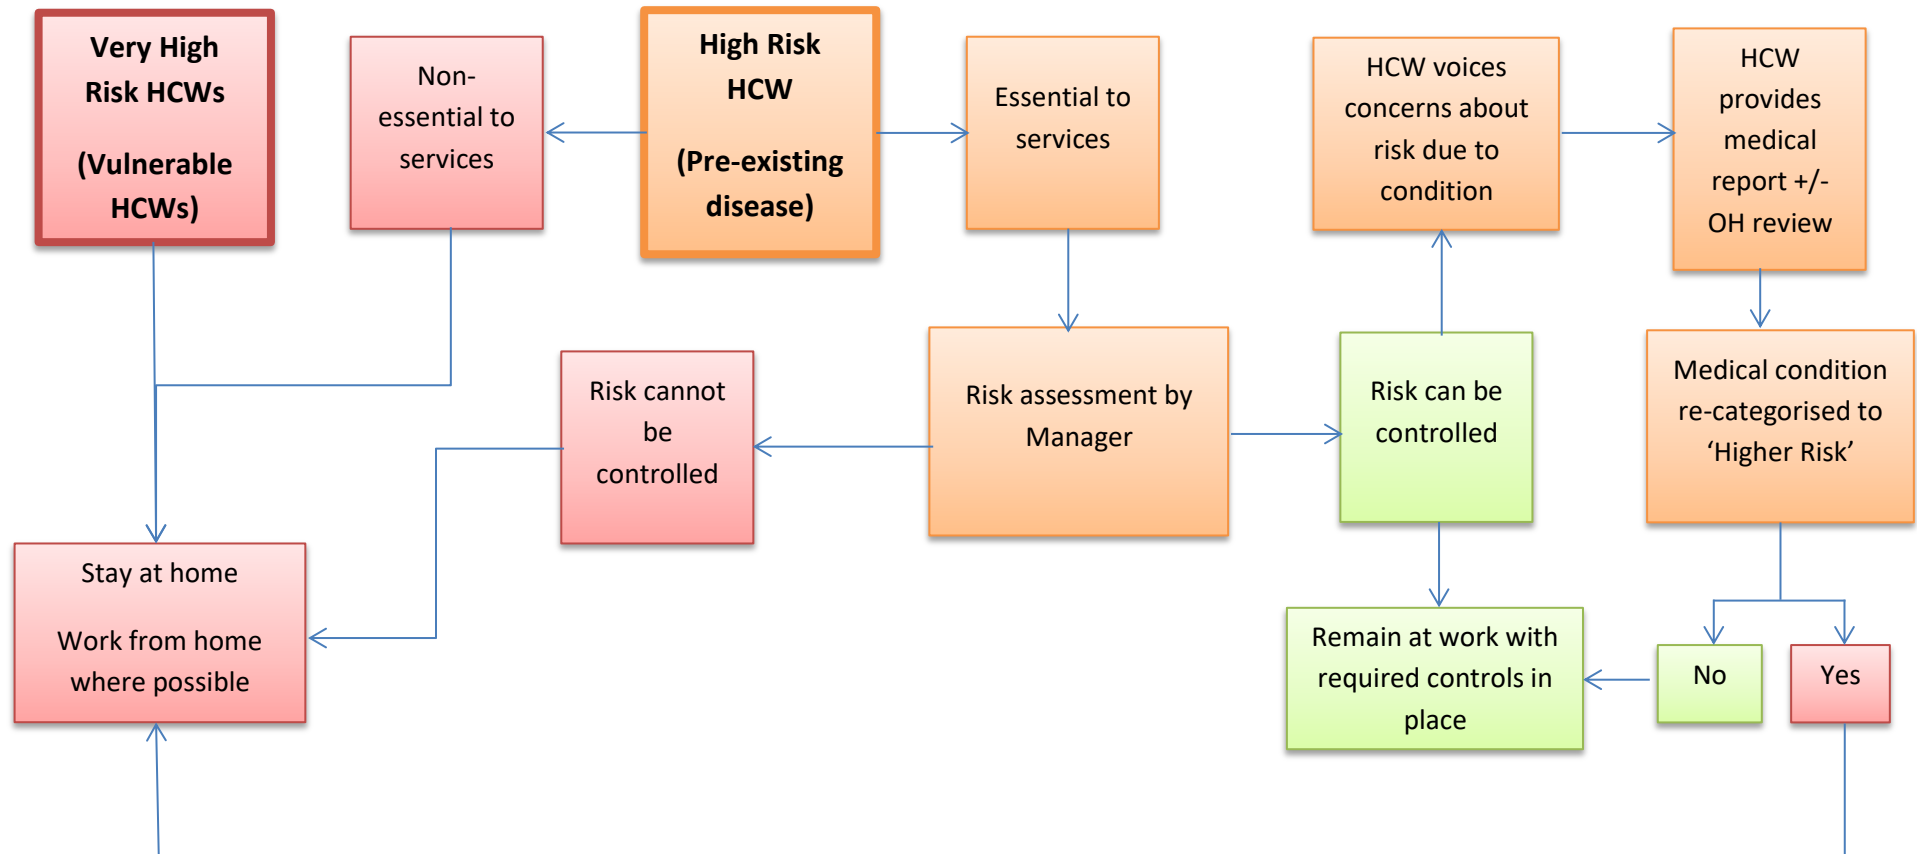 Very High
Risk HCWs
(Vulnerable
HCWs)
Non-
essential to
services
High Risk
HCW
(Pre-existing
disease)
Essential to
services
HCW voices
concerns about
risk due to
condition
HCW
provides
medical
report +/-
OH review
Risk cannot
be
controlled
Risk assessment by
Manager
Risk can be
controlled
Medical condition
re-categorised to
‘Higher Risk’
Stay at home
Work from home
where possible
Remain at work with
required controls in
place
No
Yes